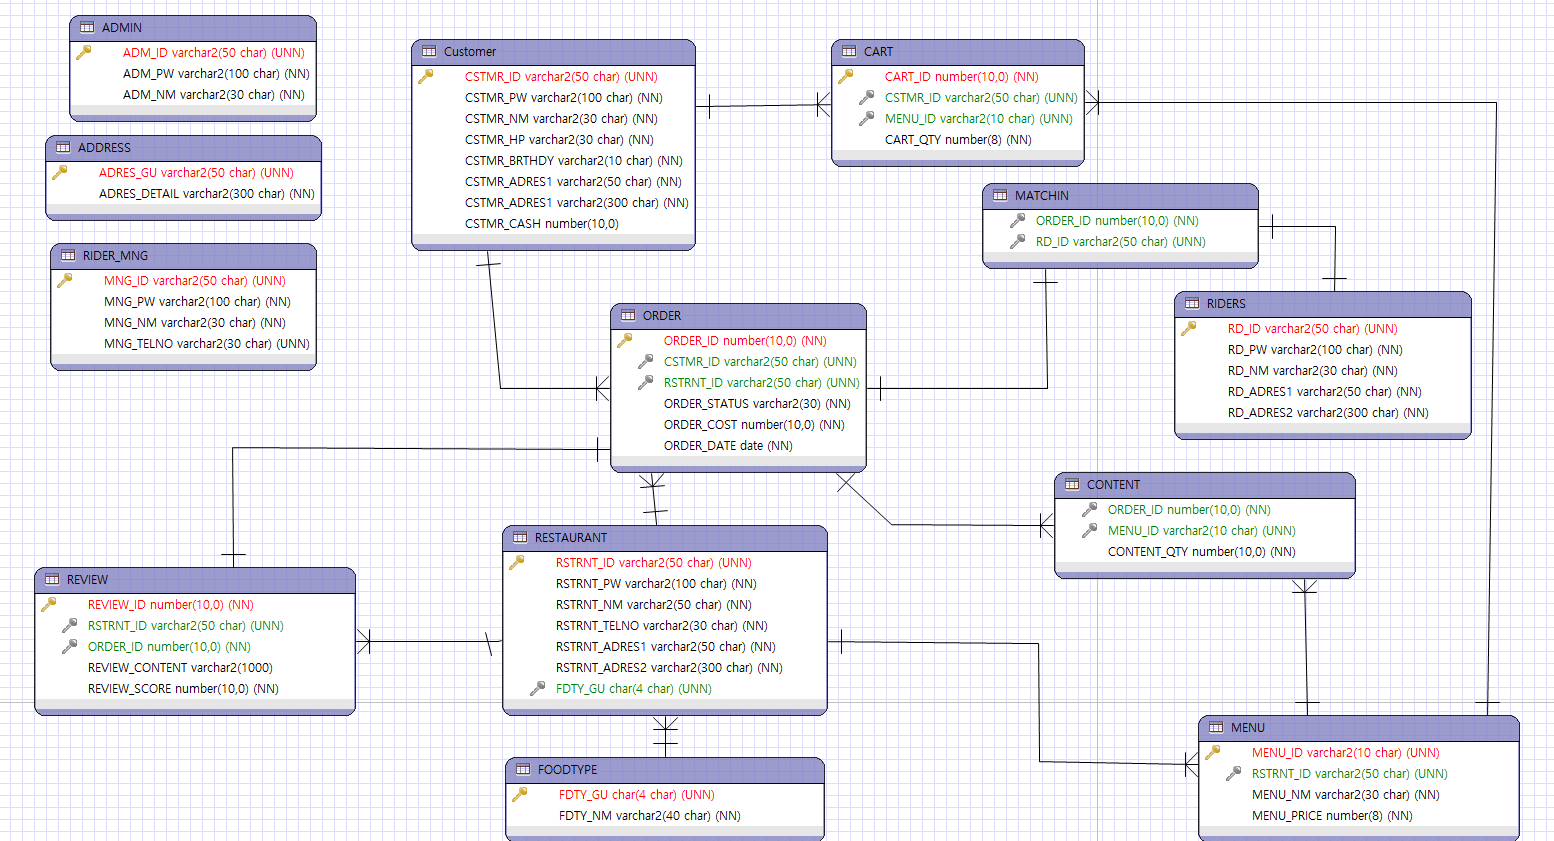 ADMIN
ADM_ID varchar2(50 char) (UNN)
ADM_PW varchar2(100 char) (NN)
ADM_NM varchar2(30 char) (NN)
ADDRESS
ADRES_GU varchar2(50 char) (UNN)
ADRES_DETAIL varchar2(300 char) (NN)
RIDER_MNG
MNG_ID varchar2(50 char) (UNN)
MNG_PW varchar2(100 char) (NN)
MNG_NM varchar2(30 char) (NN)
MNG_TELNO varchar2(30 char) (UNN)
Customer
CSTMR_ID varchar2(50 char) (UNN)
CSTMR_PW varchar2(100 char) (NN)
CSTMR_NM varchar2(30 char) (NN)
CSTMR_HP varchar2(30 char) (NN)
CSTMR_BRTHDY varchar2(10 char) (NN)
CSTMR_ADRES1 varchar2(50 char) (NN)
CSTMR_ADRES1 varchar2(300 char) (NN)
CSTMR_CASH number(10,0)
CART
CART_ID number(10,0) (NN)
CSTMR_ID varchar2(50 char) (UNN)
MENU_ID varchar2(10 char) (UNN)
CART_QTY number(8) (NN)
MATCHIN
ORDER_ID number(10,0) (NN)
RD_ID varchar2(50 char) (UNN)
RIDERS
RD_ID varchar2(50 char) (UNN)
RD_PW varchar2(100 char) (NN)
RD_NM varchar2(30 char) (NN)
RD_ADRES1 varchar2(50 char) (NN)
RD_ADRES2 varchar2(300 char) (NN)
ORDER
ORDER_ID number(10,0) (NN)
CSTMR_ID varchar2(50 char) (UNN)
RSTRNT_ID varchar2(50 char) (UNN)
ORDER_STATUS varchar2(30) (NN)
ORDER_COST number(10,0) (NN)
ORDER_DATE date (NN)
CONTENT
ORDER_ID number(10,0) (NN)
MENU_ID varchar2(10 char) (UNN)
CONTENT_QTY number(10,0) (NN)
RESTAURANT
RSTRNT_ID varchar2(50 char) (UNN)
RSTRNT_PW varchar2(100 char) (NN)
RSTRNT_NM varchar2(50 char) (NN)
RSTRNT_TELNO varchar2(30 char) (NN)
RSTRNT_ADRES1 varchar2(50 char) (NN)
RSTRNT_ADRES2 varchar2(300 char) (NN)
FDTY_GU char(4 char) (UNN)
REVIEW
REVIEW_ID number(10,0) (NN)
RSTRNT_ID varchar2(50 char) (UNN)
ORDER_ID number(10,0) (NN)
REVIEW_CONTENT varchar2(1000)
REVIEW_SCORE number(10,0) (NN)
FOODTYPE
FDTY_GU char(4 char) (UNN)
FDTY_NM varchar2(40 char) (NN)
MENU
MENU_ID varchar2(10 char) (UNN)
RSTRNT_ID varchar2(50 char) (UNN)
MENU_NM varchar2(30 char) (NN)
MENU_PRICE number(8) (NN)